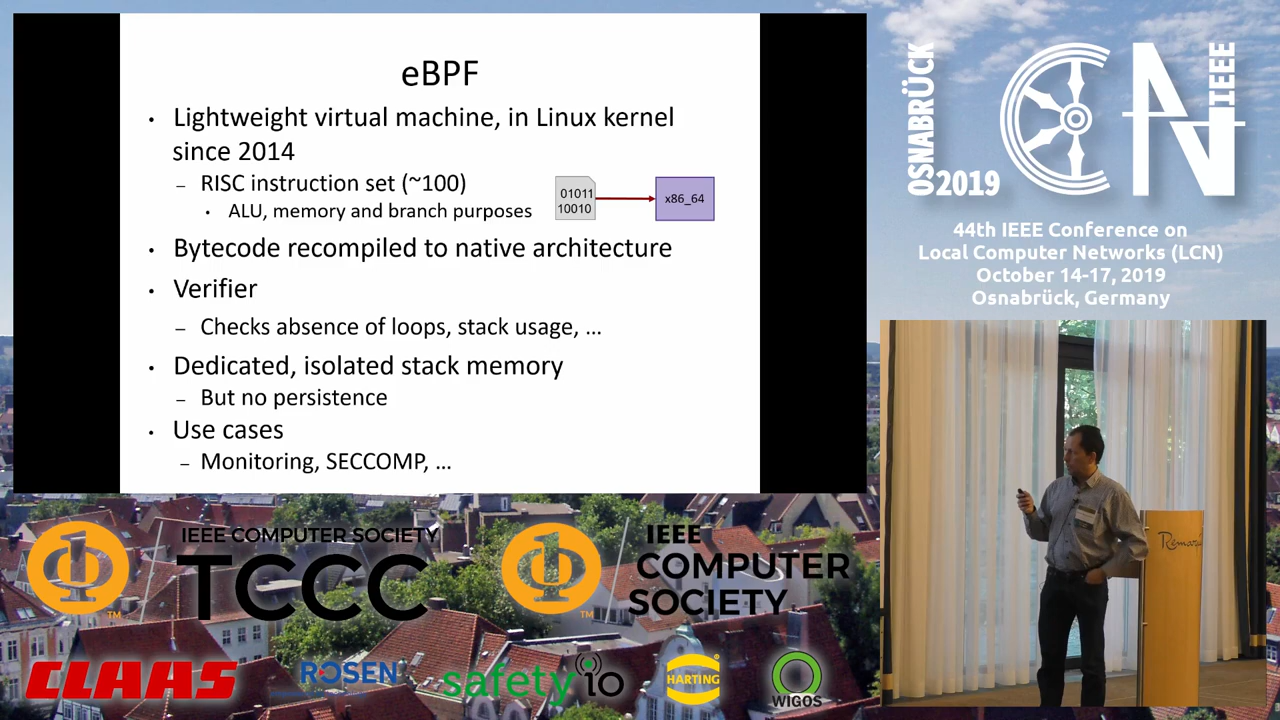 eBPF
• Lightweight virtual machine, in Linux kernel
since 2014
– RISC instruction set (~100)
• ALU, memory and branch purposes
01011
10010
x86_64
• Bytecode recompiled to native architecture
• Verifier
– Checks absence of loops, stack usage, ...
• Dedicated, isolated stack memory
– But no persistence
• Use cases
– Monitoring, SECCOMP, ...
OSNABRÜCK
2019
LCN
IEEE
44th IEEE Conference on
Local Computer Networks (LCN)
October 14-17, 2019
Osnabrück, Germany
IEEE COMPUTER SOCIETY
TCCC
TM
IEEE
COMPUTER
SOCIETY
TM
CLAAS
ROSEN
safetyio
HARTING
WIGOS